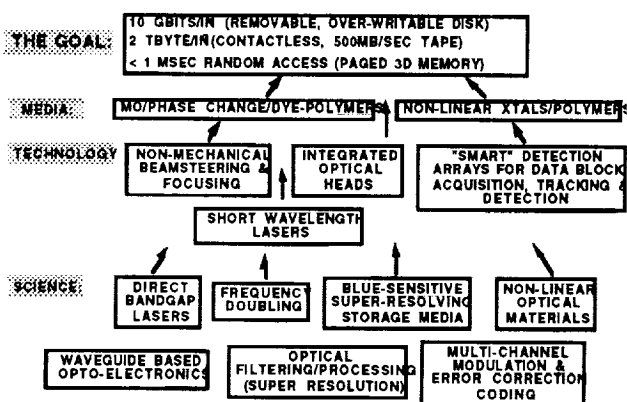 THE GOAL:
10 GBITS/IN (REMOVABLE, OVER-WRITABLE DISK)
2 TBYTE/IN (CONTACTLESS, 500MB/SEC TAPE)
< 1 MSEC RANDOM ACCESS (PAGED 3D MEMORY)
MEDIA:
MO/PHASE CHANGE/DYE-POLYMERS
NON-LINEAR XTALS/POLYMERS
TECHNOLOGY
NON-MECHANICAL
BEAMSTEERING &
FOCUSING
INTEGRATED
OPTICAL
HEADS
"SMART" DETECTION
ARRAYS FOR DATA BLOCK
ACQUISITION, TRACKING &
DETECTION
SHORT WAVELENGTH
LASERS
SCIENCE:
DIRECT
BANDGAP
LASERS
FREQUENCY
DOUBLING
BLUE-SENSITIVE
SUPER-RESOLVING
STORAGE MEDIA
NON-LINEAR
OPTICAL
MATERIALS
WAVEGUIDE BASED
OPTO-ELECTRONICS
OPTICAL
FILTERING/PROCESSING
(SUPER RESOLUTION)
MULTI-CHANNEL
MODULATION &
ERROR CORRECTION
CODING